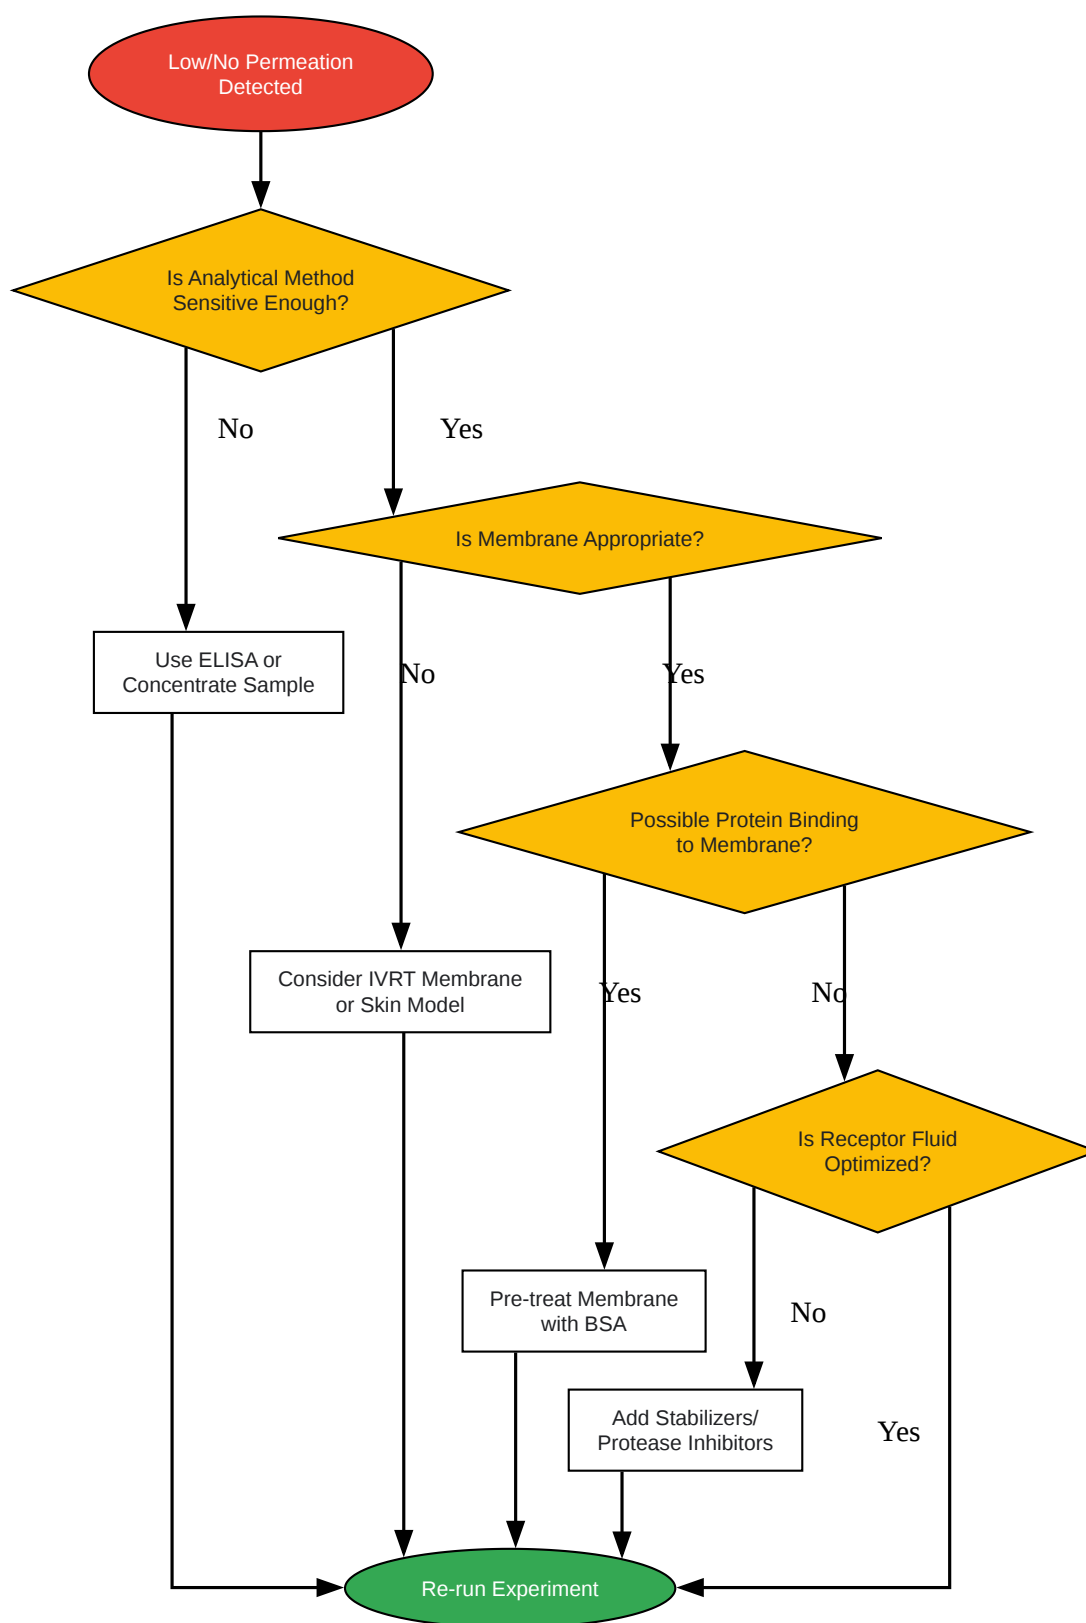 Low/No Permeation
Detected
Is Analytical Method
Sensitive Enough?
No
Yes
Is Membrane Appropriate?
Use ELISA or
Concentrate Sample
No
Yes
Possible Protein Binding
to Membrane?
Consider IVRT Membrane
or Skin Model
Yes
No
Is Receptor Fluid
Optimized?
Pre-treat Membrane
with BSA
No
Add Stabilizers/
Protease Inhibitors
Yes
Re-run Experiment